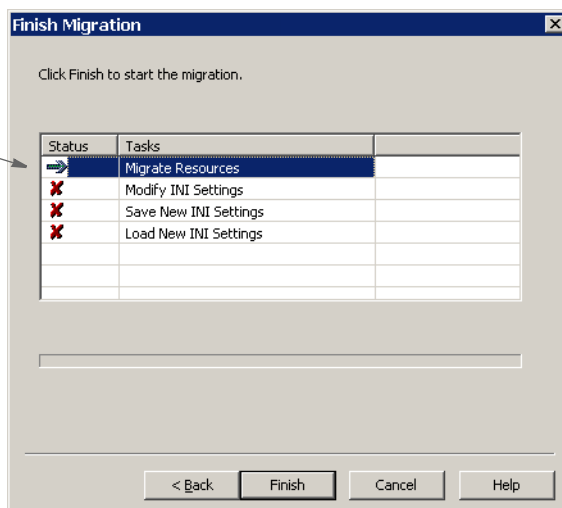 Finish Migration
Click Finish to start the migration.
Status Tasks
Migrate Resources
Modify INI Settings
Save New INI Settings
Load New INI Settings
< Back Finish Cancel Help